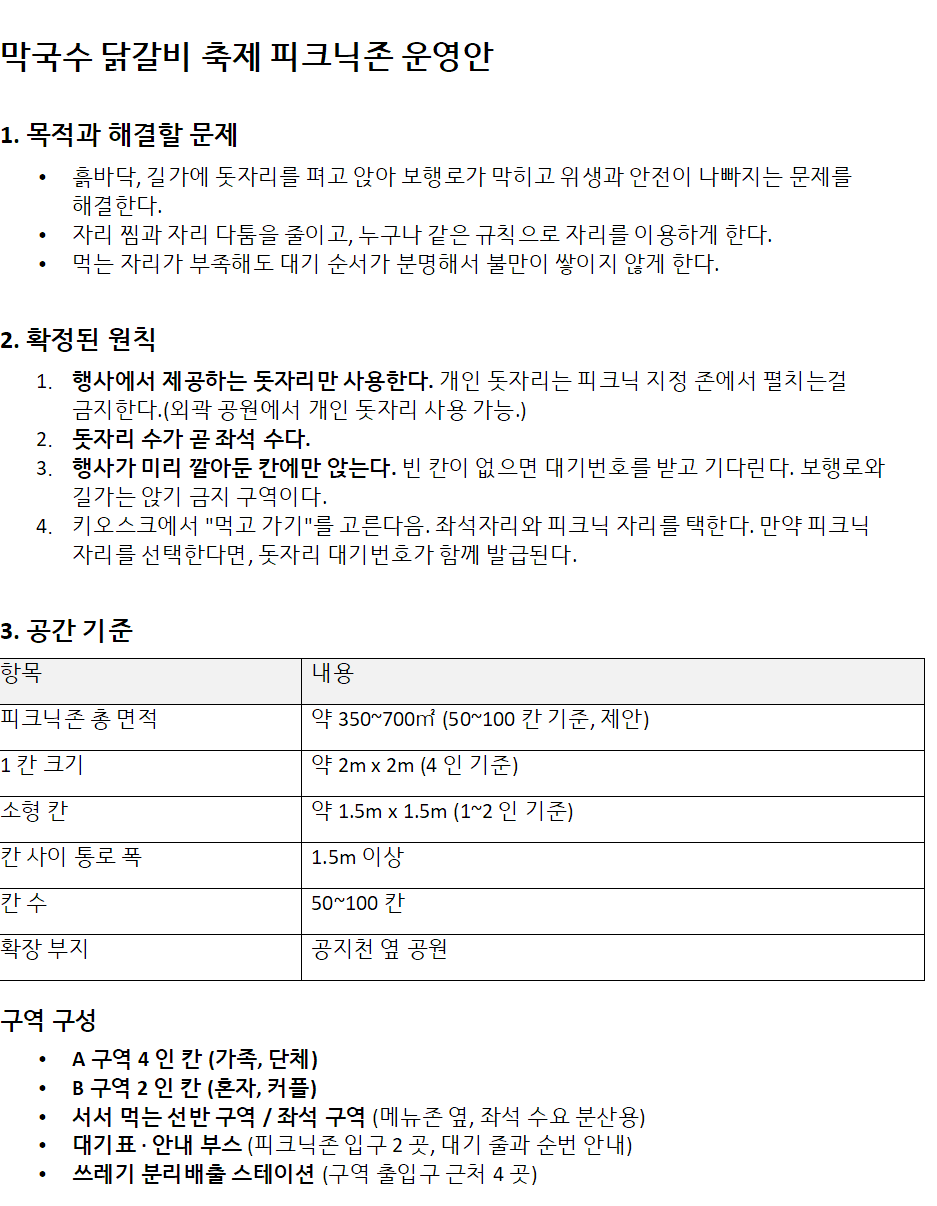 막국수 닭갈비 축제 피크닉존 운영안
1. 목적과 해결할 문제
• 흙바닥, 길가에 돗자리를 펴고 앉아 보행로가 막히고 위생과 안전이 나빠지는 문제를
해결한다.
• 자리 찜과 자리 다툼을 줄이고, 누구나 같은 규칙으로 자리를 이용하게 한다.
• 먹는 자리가 부족해도 대기 순서가 분명해서 불만이 쌓이지 않게 한다.
2. 확정된 원칙
1. 행사에서 제공하는 돗자리만 사용한다. 개인 돗자리는 피크닉 지정 존에서 펼치는걸
금지한다.(외곽 공원에서 개인 돗자리 사용 가능.)
2. 돗자리 수가 곧 좌석 수다.
3. 행사가 미리 깔아둔 칸에만 앉는다. 빈 칸이 없으면 대기번호를 받고 기다린다. 보행로와
길가는 앉기 금지 구역이다.
4. 키오스크에서 "먹고 가기"를 고른다음. 좌석자리와 피크닉 자리를 택한다. 만약 피크닉
자리를 선택한다면, 돗자리 대기번호가 함께 발급된다.
3. 공간 기준
항목 내용
피크닉존 총 면적 약 350~700㎡ (50~100 칸 기준, 제안)
1 칸 크기 약 2m x 2m (4 인 기준)
소형 칸 약 1.5m x 1.5m (1~2 인 기준)
칸 사이 통로 폭 1.5m 이상
칸 수 50~100 칸
확장 부지 공지천 옆 공원
구역 구성
• A 구역 4 인 칸 (가족, 단체)
• B 구역 2 인 칸 (혼자, 커플)
• 서서 먹는 선반 구역 / 좌석 구역 (메뉴존 옆, 좌석 수요 분산용)
• 대기표 · 안내 부스 (피크닉존 입구 2 곳, 대기 줄과 순번 안내)
• 쓰레기 분리배출 스테이션 (구역 출입구 근처 4 곳)